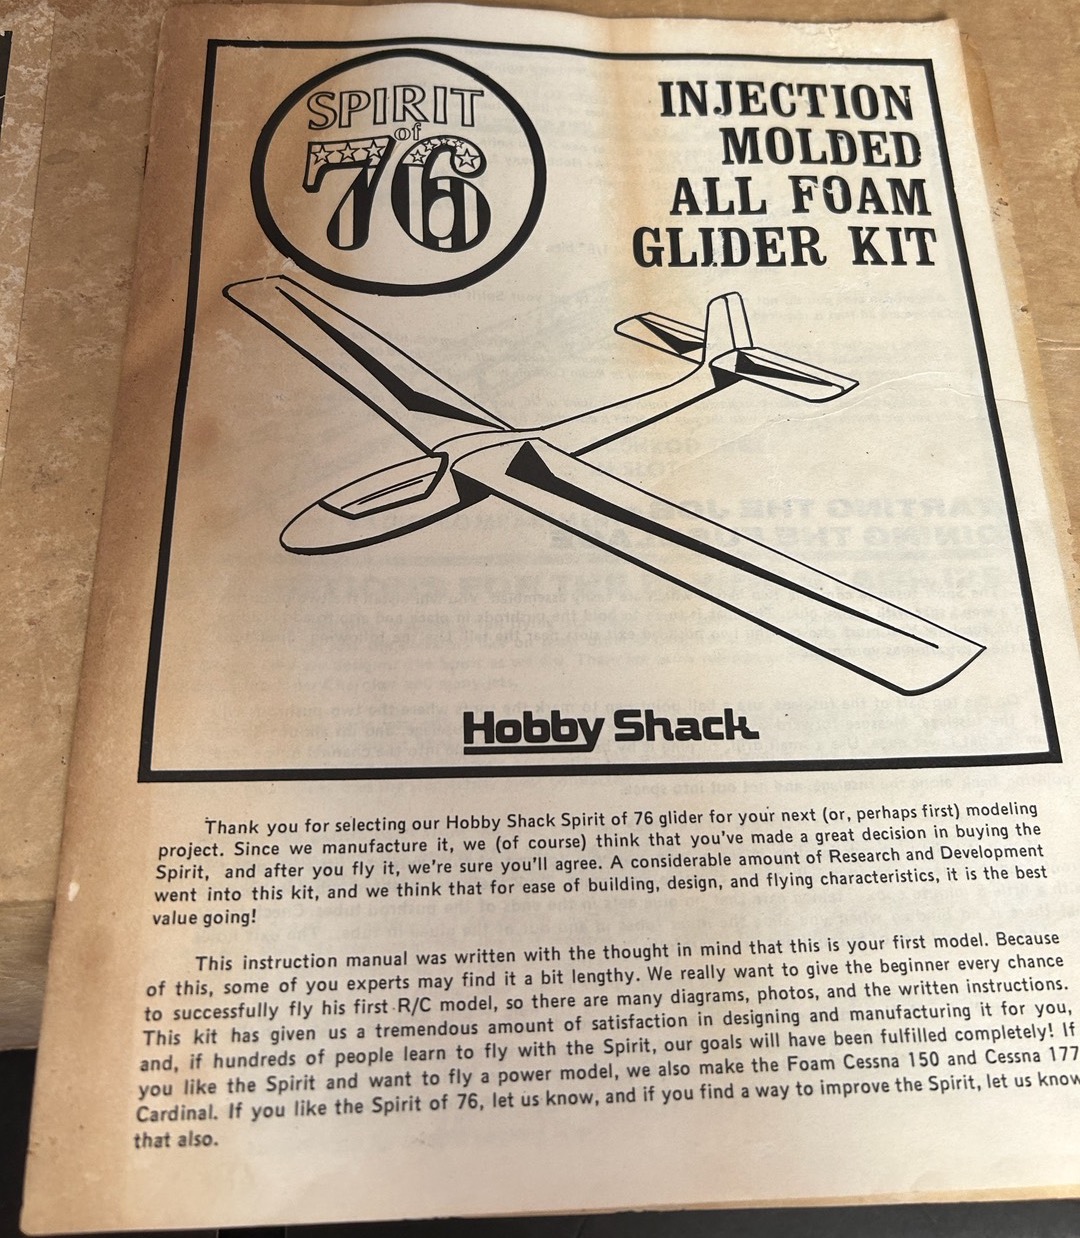 SPIRIT
of
76
INJECTION
MOLDED
ALL FOAM
GLIDER KIT
Hobby Shack
Thank you for selecting our Hobby Shack Spirit of 76 glider for your next (or, perhaps first) modeling
project. Since we manufacture it, we (of course) think that you've made a great decision in buying the
Spirit, and after you fly it, we're sure you'll agree. A considerable amount of Research and Development
went into this kit, and we think that for ease of building, design, and flying characteristics, it is the best
value going!
This instruction manual was written with the thought in mind that this is your first model. Because
of this, some of you experts may find it a bit lengthy. We really want to give the beginner every chance
to successfully fly his first R/C model, so there are many diagrams, photos, and the written instructions.
This kit has given us a tremendous amount of satisfaction in designing and manufacturing it for you,
and, if hundreds of people learn to fly with the Spirit, our goals will have been fulfilled completely! If
you like the Spirit and want to fly a power model, we also make the Foam Cessna 150 and Cessna 177
Cardinal. If you like the Spirit of 76, let us know, and if you find a way to improve the Spirit, let us know
that also.